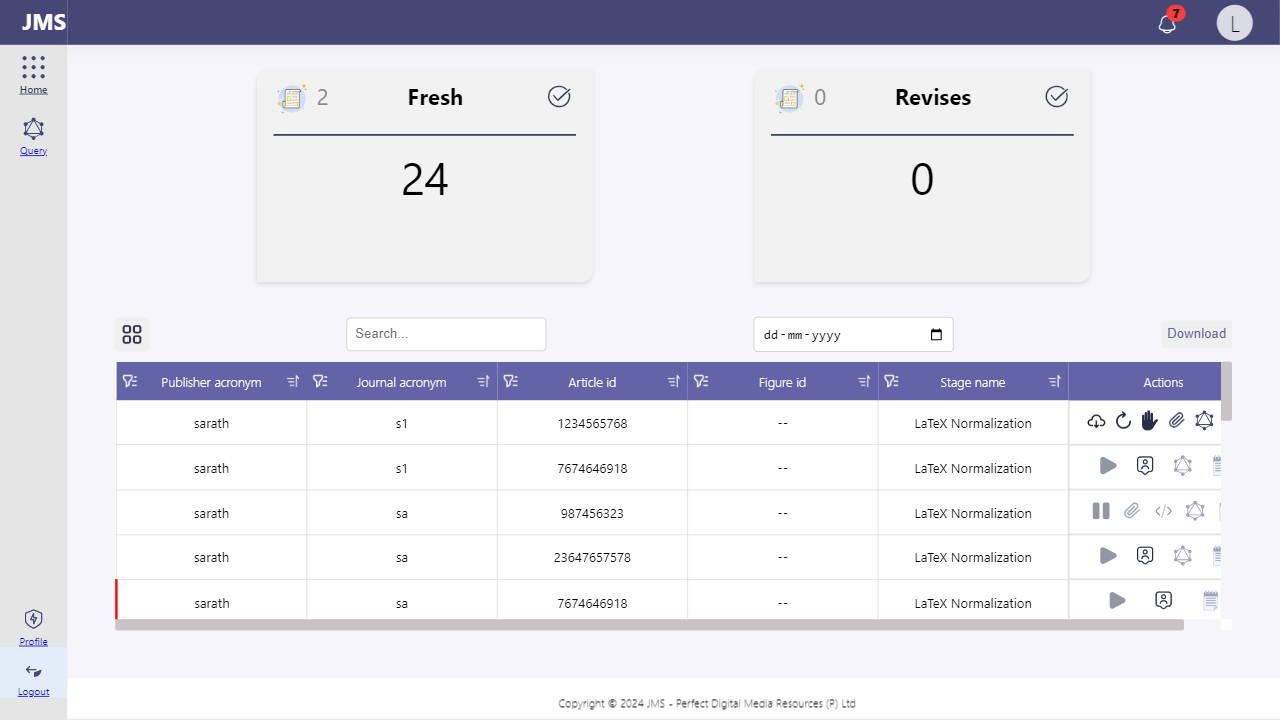 JMS
7
L
Home
Query
2 Fresh
24
0 Revises
0
Search...
dd-mm-yyyy
Download
Publisher acronym Journal acronym Article id Figure id Stage name Actions
sarath s1 1234565768 -- LaTeX Normalization
sarath s1 7674646918 -- LaTeX Normalization
sarath sa 987456323 -- LaTeX Normalization
sarath sa 23647657578 -- LaTeX Normalization
sarath sa 7674646918 -- LaTeX Normalization
Profile
Logout
Copyright © 2024 JMS - Perfect Digital Media Resources (P) Ltd